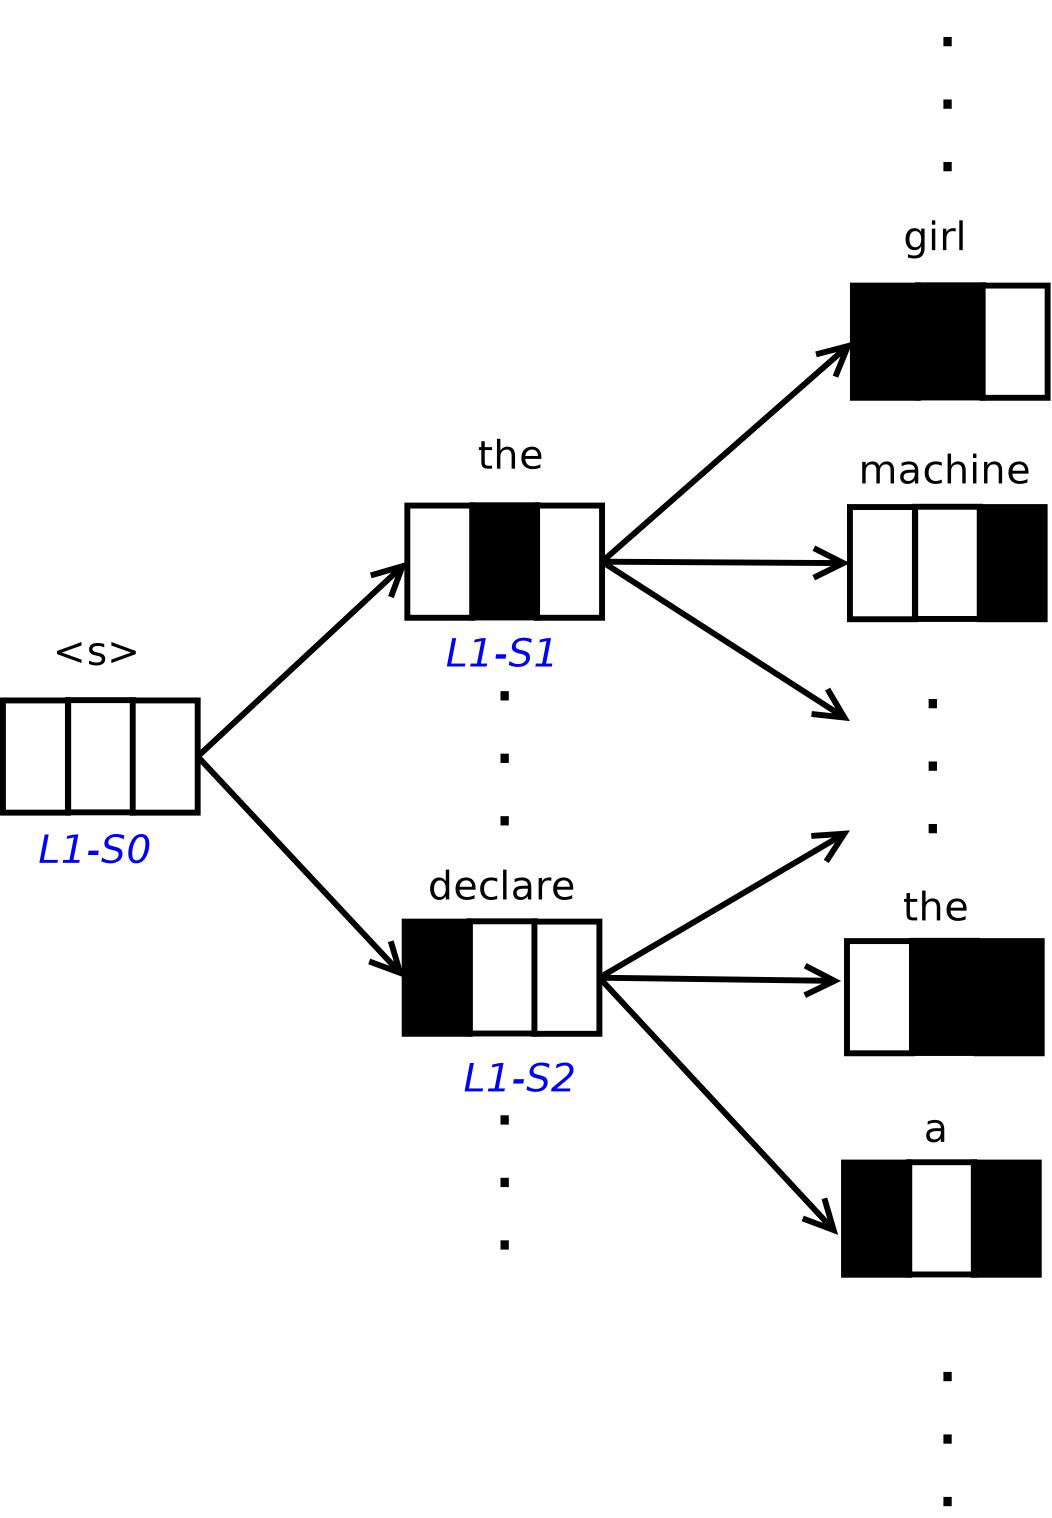 <s>
L1-S0
the
L1-S1
declare
L1-S2
girl
machine
the
a